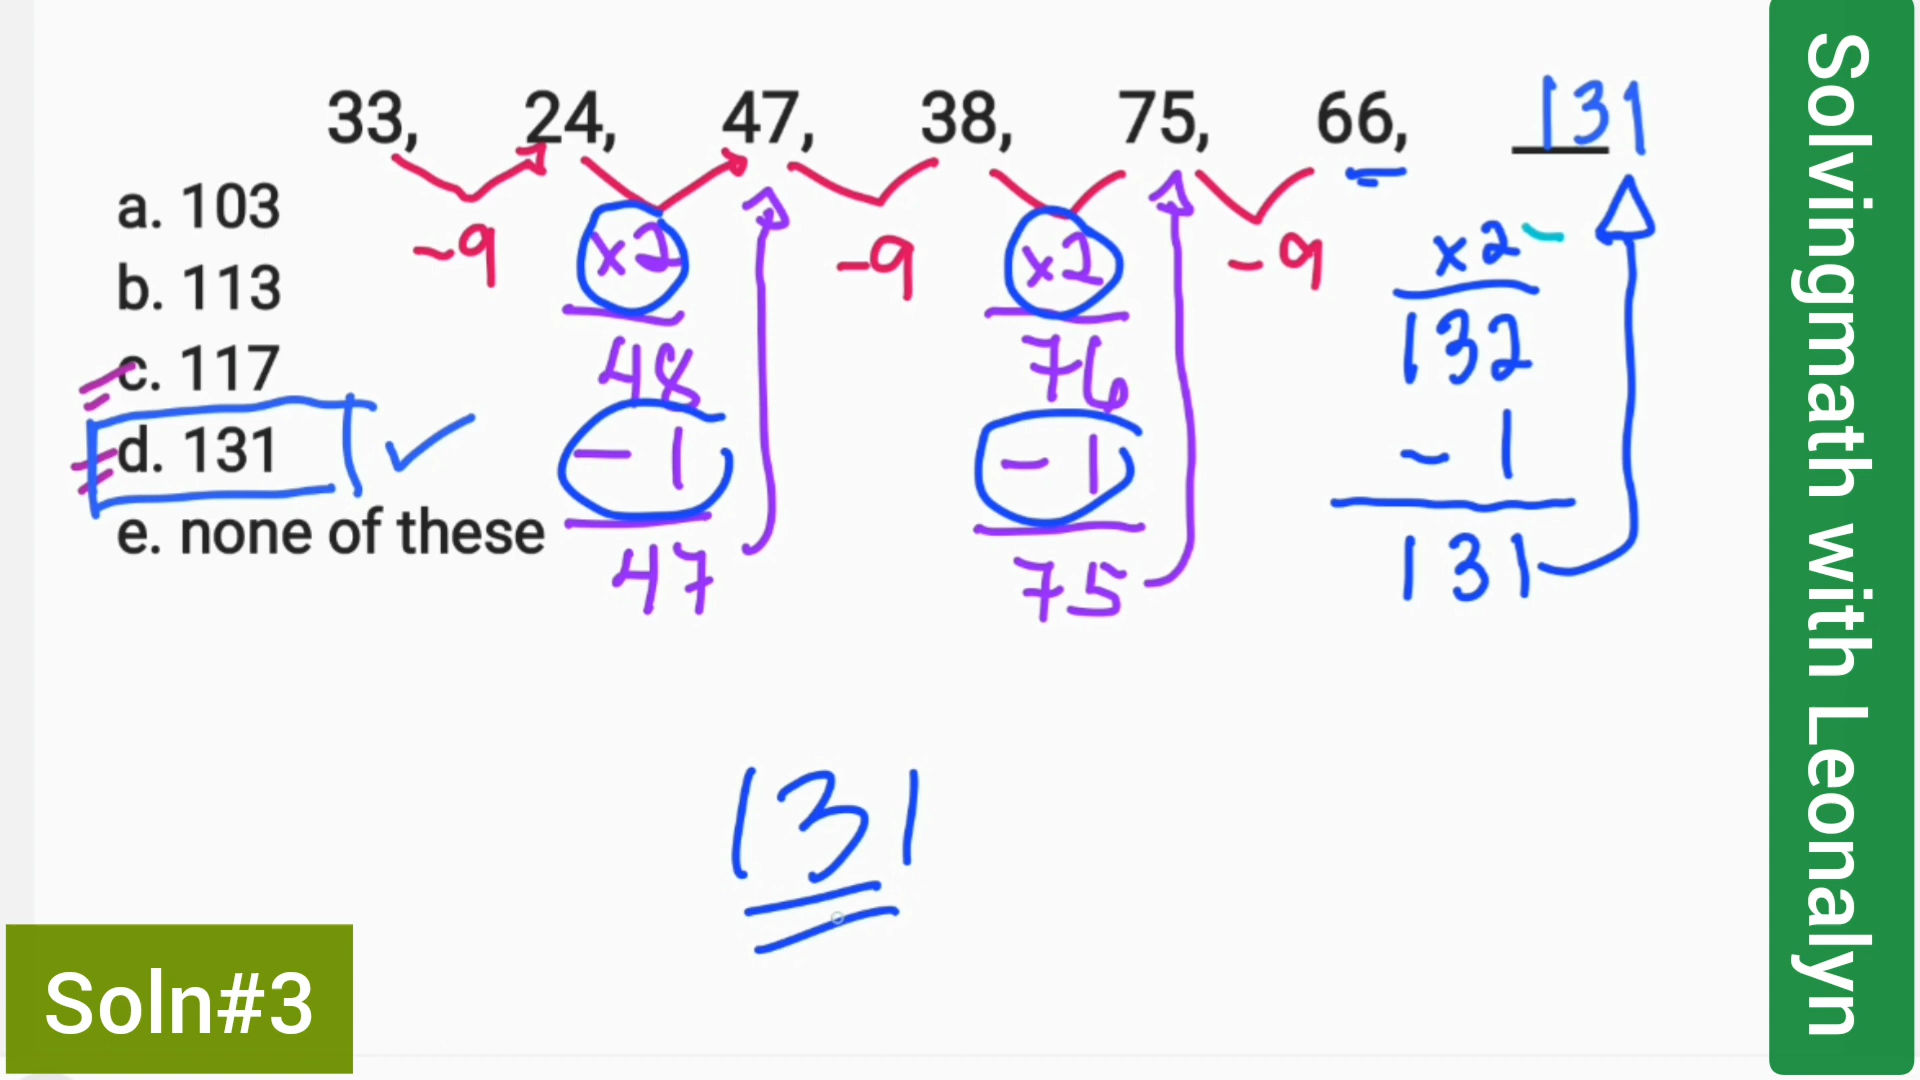 33, 24, 47, 38, 75, 66, 131
a. 103
b. 113
c. 117
d. 131
e. none of these
-9 ×2 -9 ×2 -9 ×2
48 76 132
-1 -1 -1
47 75 131
131
Soln#3
Solvingmath with Leonalyn